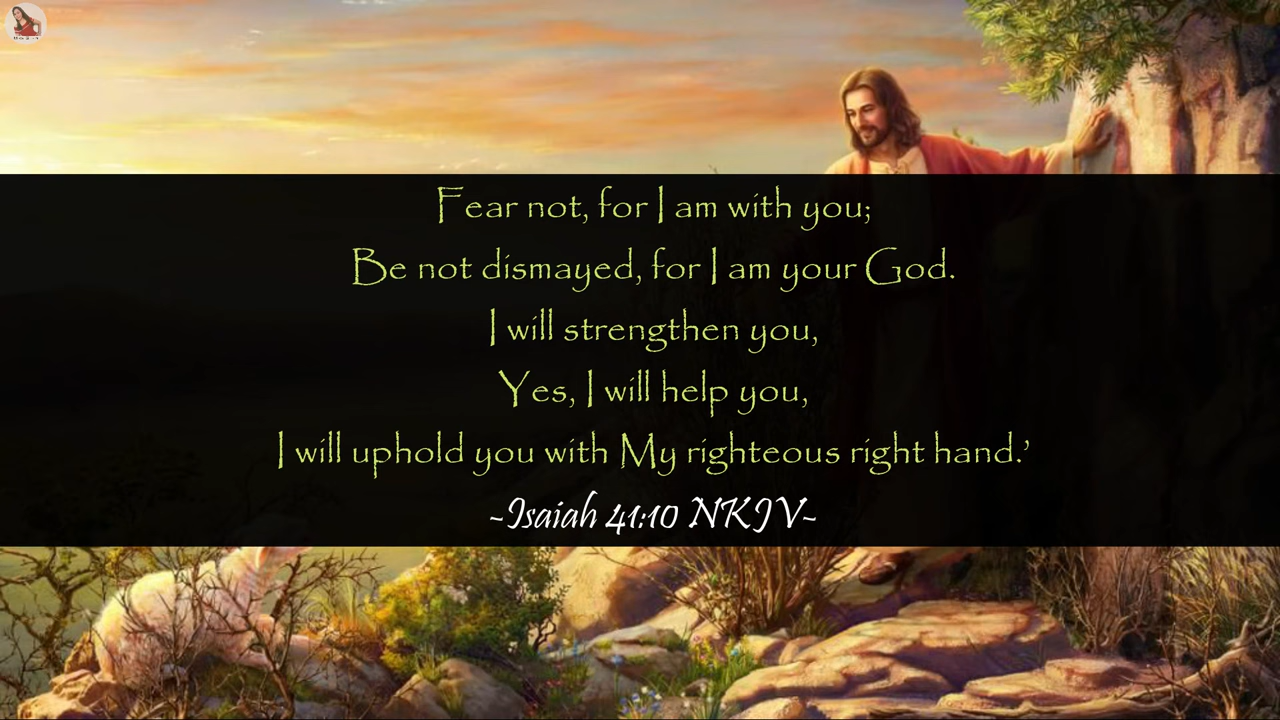 Fear not, for I am with you;
Be not dismayed, for I am your God.
I will strengthen you,
Yes, I will help you,
I will uphold you with My righteous right hand.’
~Isaiah 41:10 NKJV~